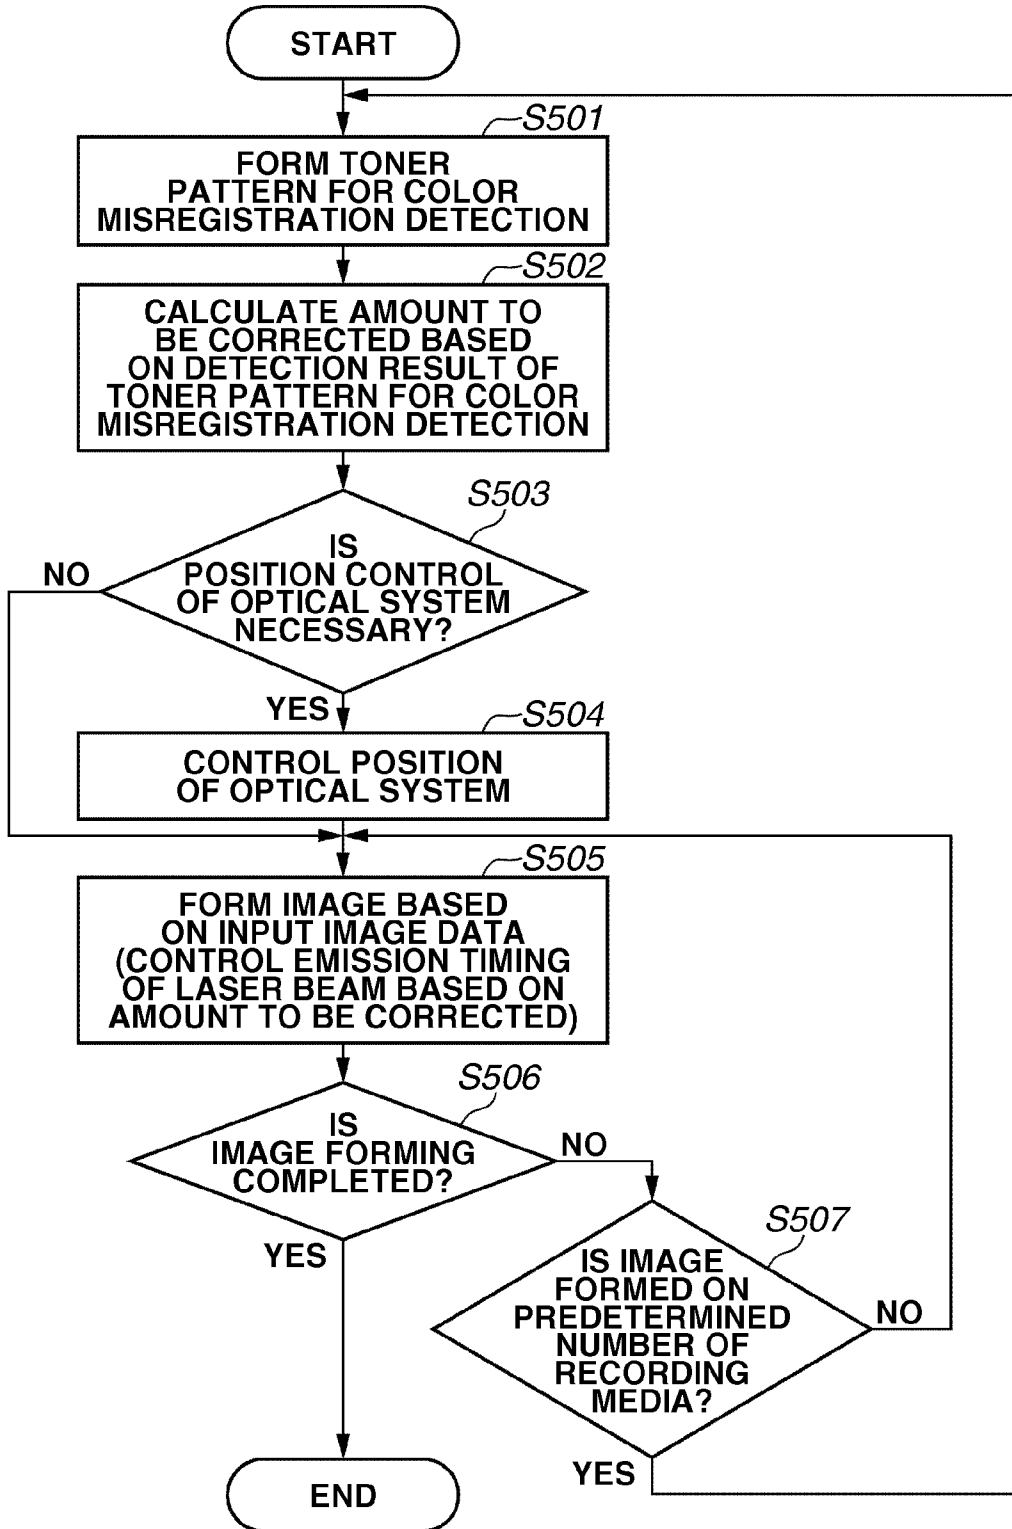 START
S501
FORM TONER
PATTERN FOR COLOR
MISREGISTRATION DETECTION
S502
CALCULATE AMOUNT TO
BE CORRECTED BASED
ON DETECTION RESULT OF
TONER PATTERN FOR COLOR
MISREGISTRATION DETECTION
S503
IS
POSITION CONTROL
OF OPTICAL SYSTEM
NECESSARY?
NO
YES
S504
CONTROL POSITION
OF OPTICAL SYSTEM
S505
FORM IMAGE BASED
ON INPUT IMAGE DATA
(CONTROL EMISSION TIMING
OF LASER BEAM BASED ON
AMOUNT TO BE CORRECTED)
S506
IS
IMAGE FORMING
COMPLETED?
NO
YES
S507
IS IMAGE
FORMED ON
PREDETERMINED
NUMBER OF
RECORDING
MEDIA?
NO
YES
END